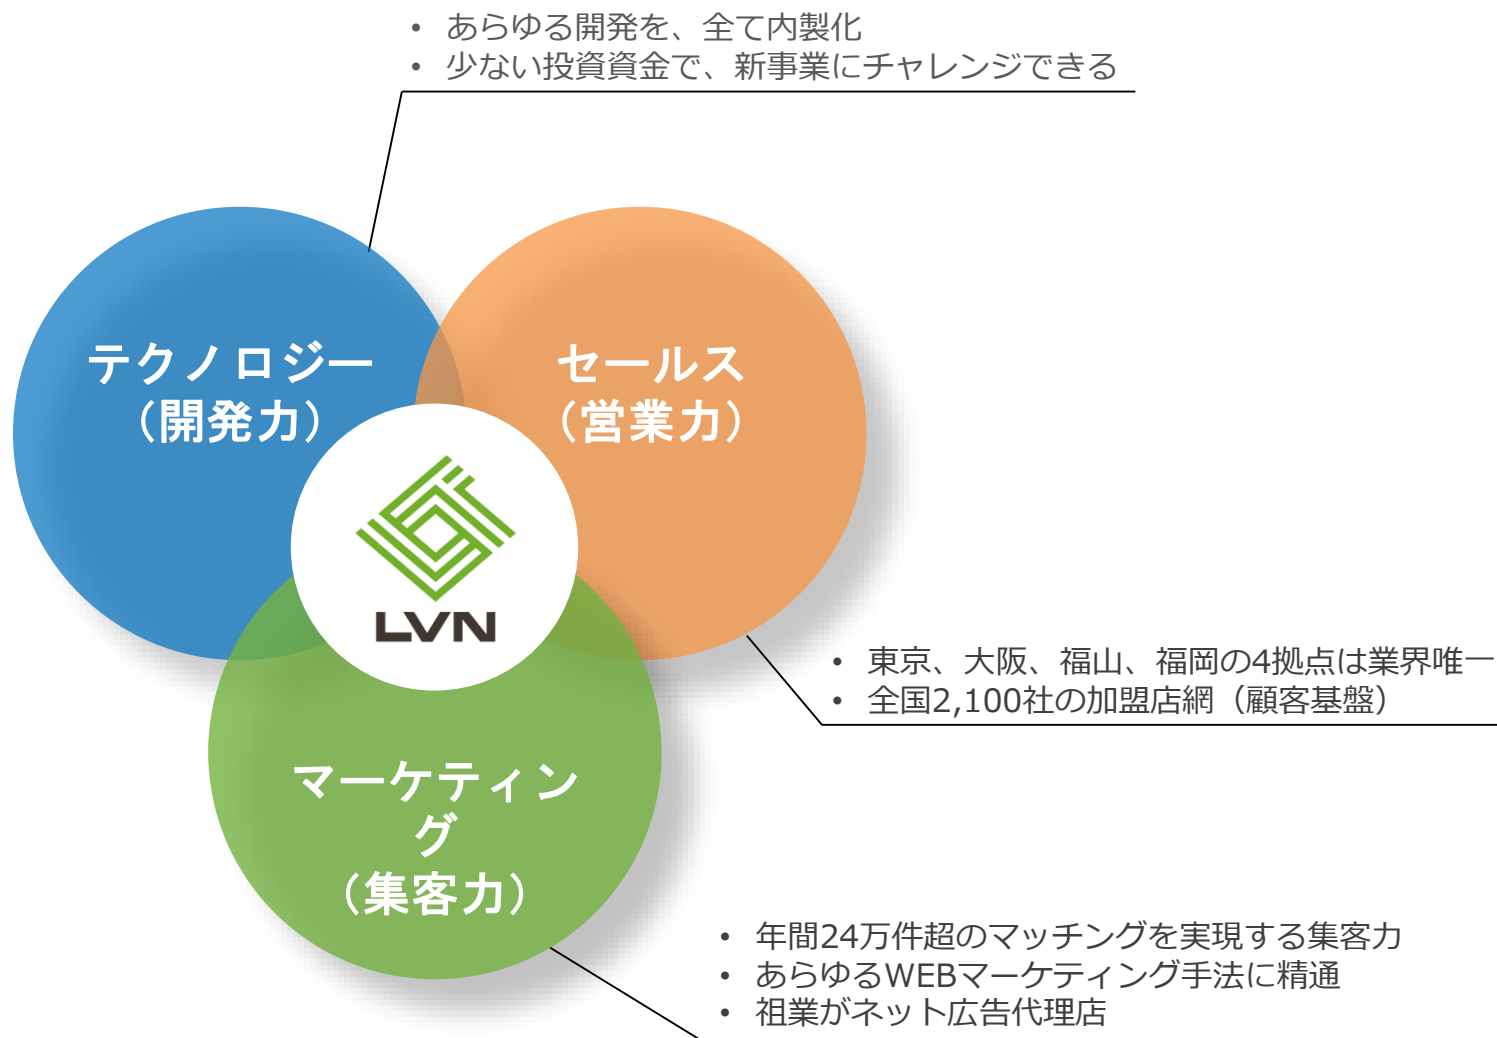 • あらゆる開発を、全て内製化
• 少ない投資資金で、新事業にチャレンジできる
テクノロジー
（開発力）
セールス
（営業力）
LVN
• 東京、大阪、福山、福岡の4拠点は業界唯一
• 全国2,100社の加盟店網（顧客基盤）
マーケティン
グ
（集客力）
• 年間24万件超のマッチングを実現する集客力
• あらゆるWEBマーケティング手法に精通
• 祖業がネット広告代理店